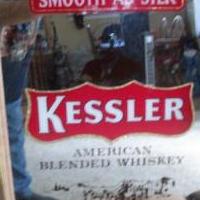 SMOOTH AS SILK
KESSLER
AMERICAN
BLENDED WHISKEY